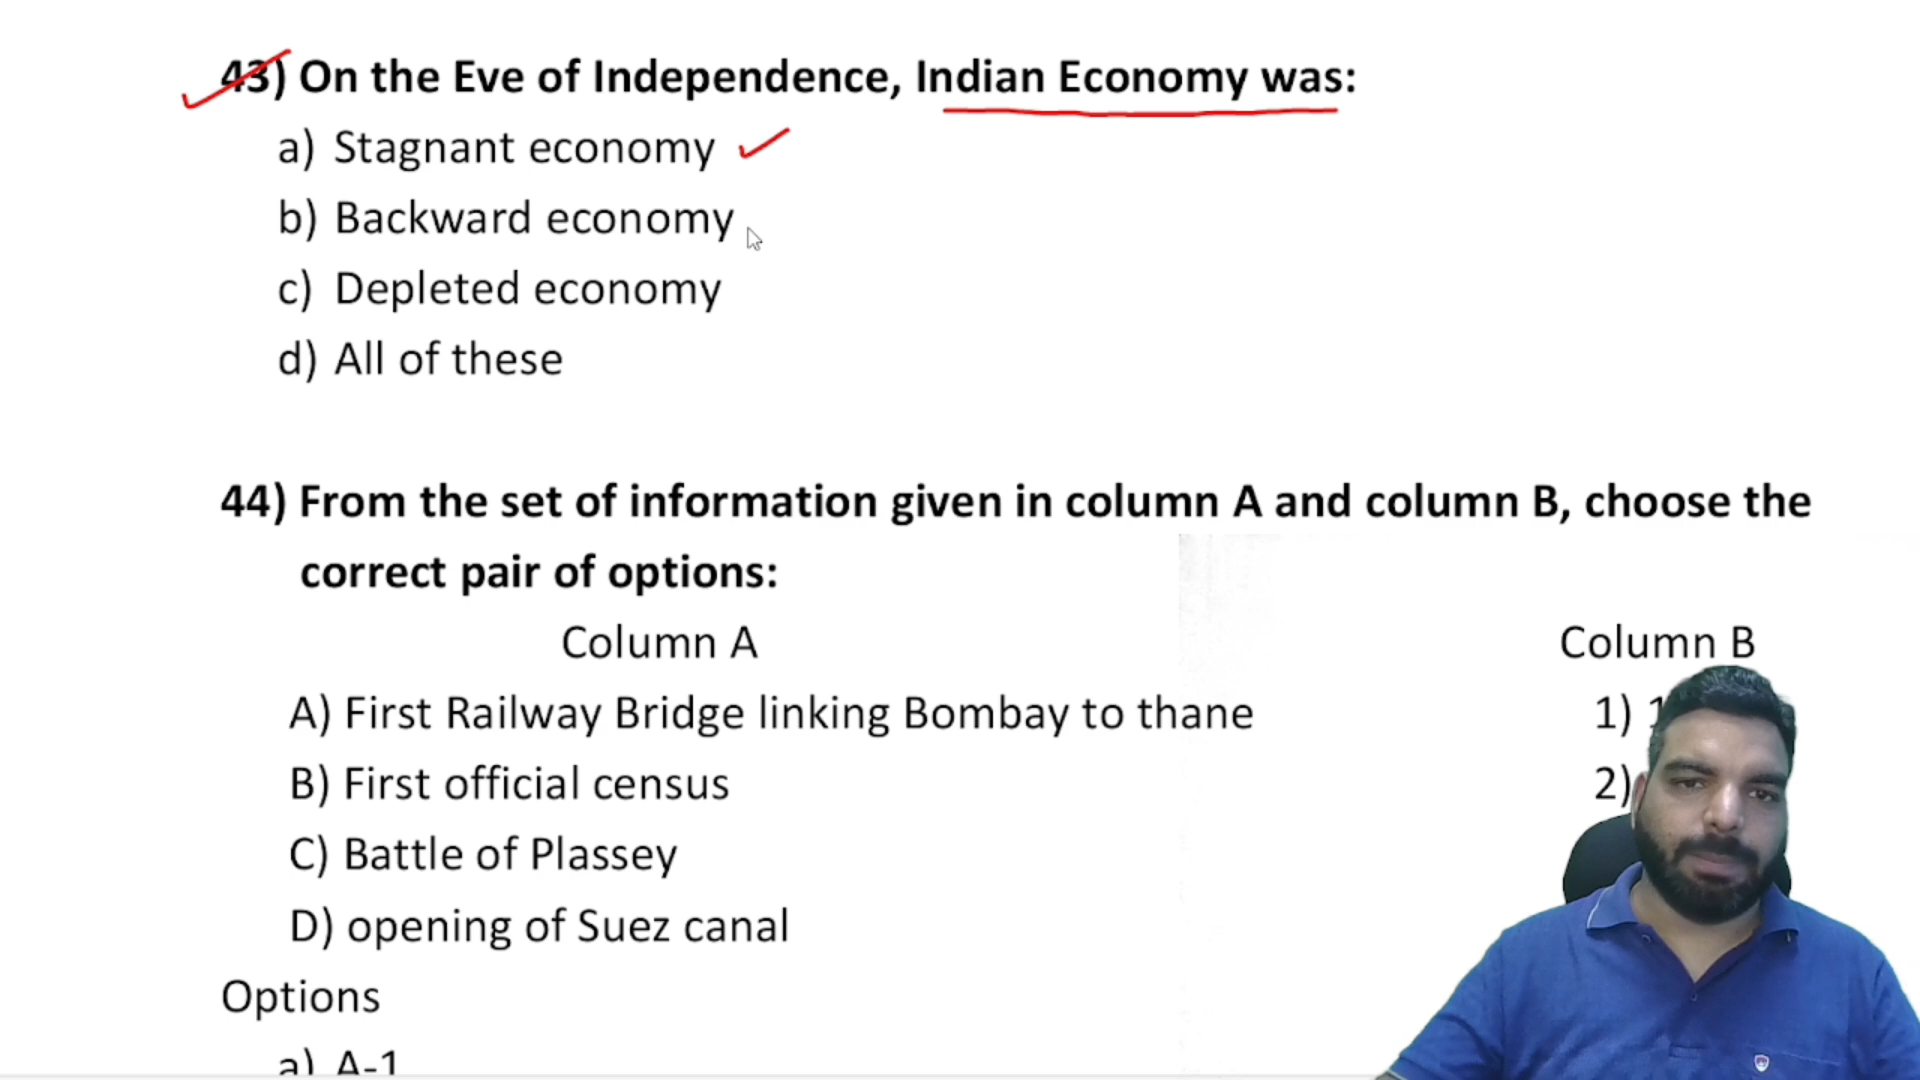 43) On the Eve of Independence, Indian Economy was:
a) Stagnant economy
b) Backward economy
c) Depleted economy
d) All of these
44) From the set of information given in column A and column B, choose the
correct pair of options:
Column A Column B
A) First Railway Bridge linking Bombay to thane 1)
B) First official census 2)
C) Battle of Plassey
D) opening of Suez canal
Options
a) A-1